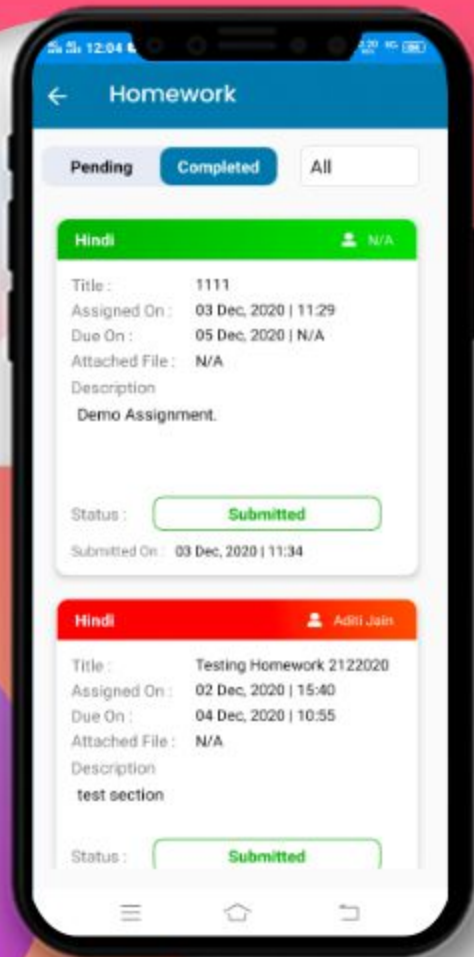 12:04
Homework
Pending Completed All
Hindi N/A
Title : 1111
Assigned On : 03 Dec, 2020 | 11:29
Due On : 05 Dec, 2020 | N/A
Attached File : N/A
Description
Demo Assignment.
Status : Submitted
Submitted On : 03 Dec, 2020 | 11:34
Hindi Aditi Jain
Title : Testing Homework 2122020
Assigned On : 02 Dec, 2020 | 15:40
Due On : 04 Dec, 2020 | 10:55
Attached File : N/A
Description
test section
Status : Submitted